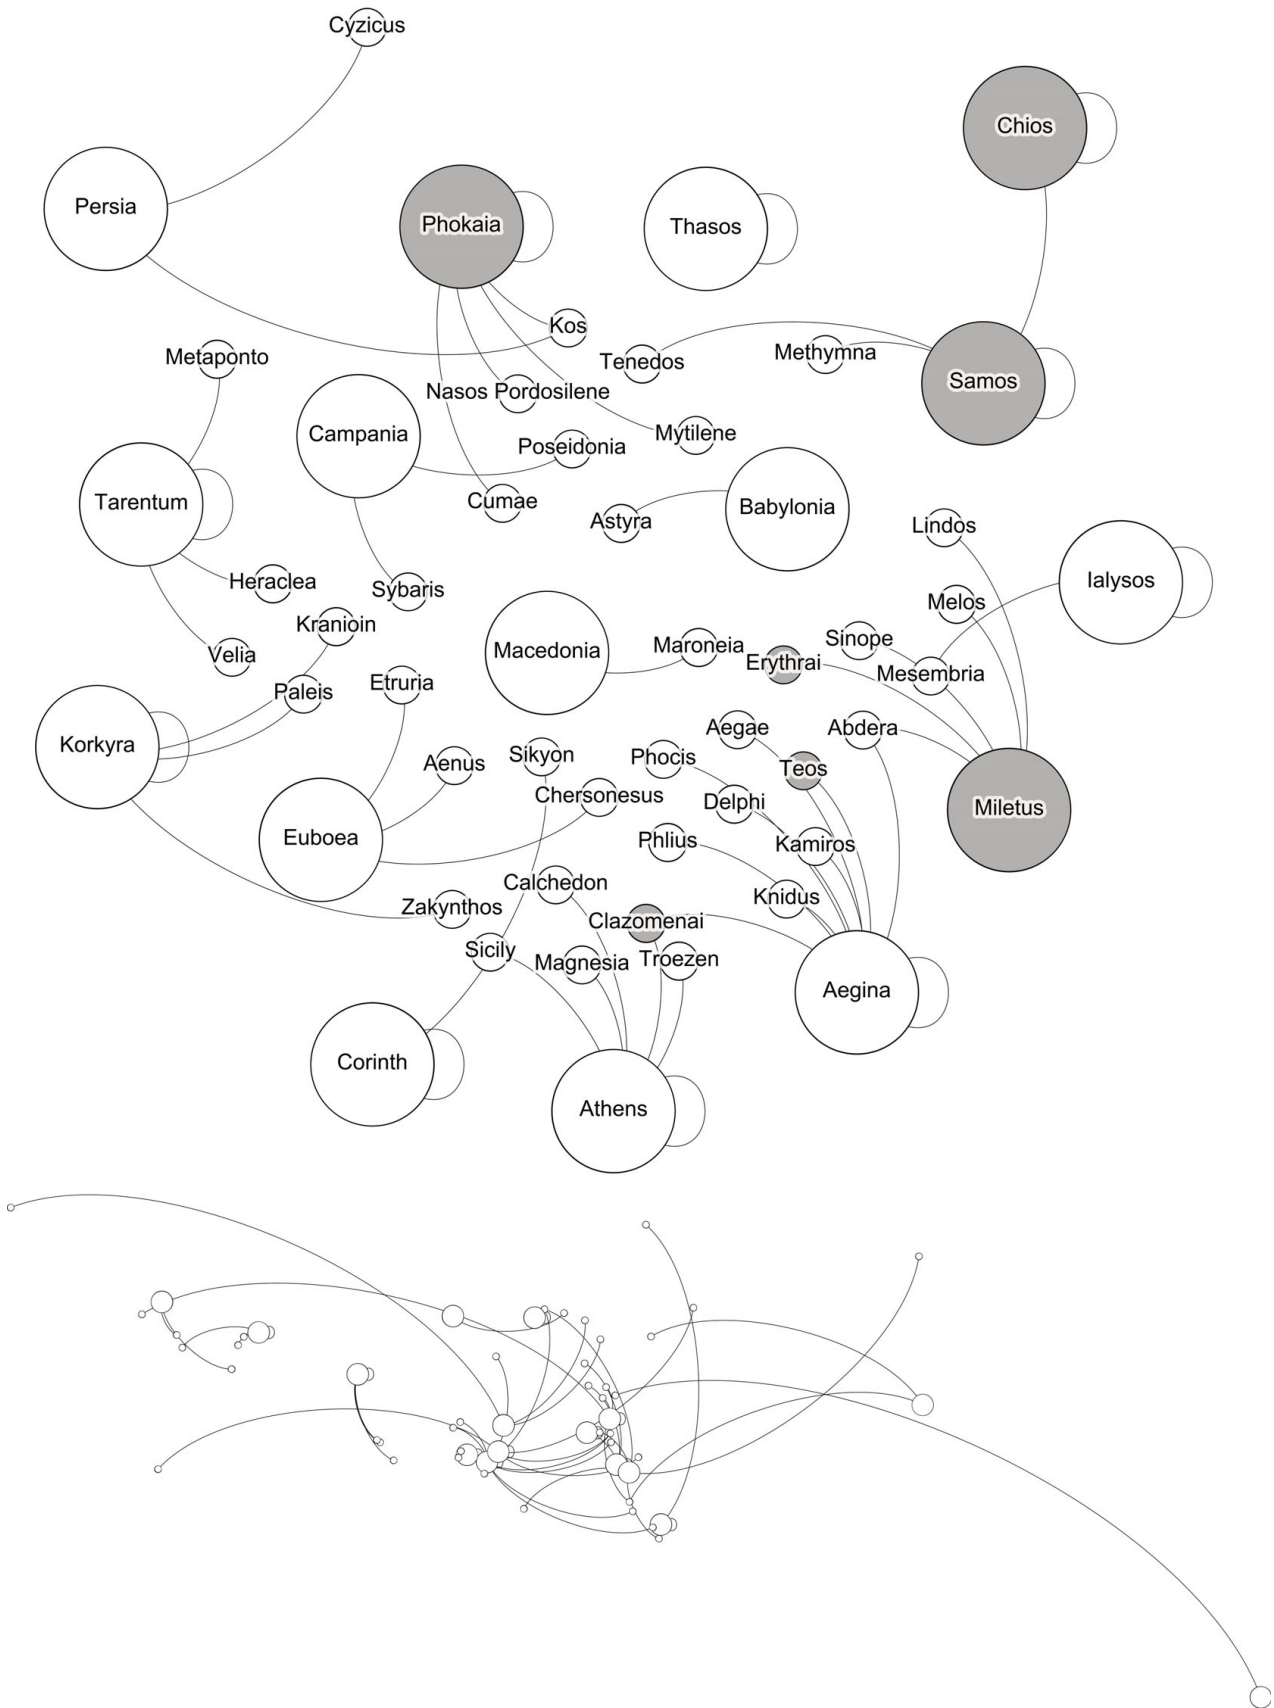 Cyzicus
Chios
Persia
Phokaia
Thasos
Kos
Metaponto
Tenedos
Methymna
Samos
Nasos Pordosilene
Campania
Mytilene
Poseidonia
Tarentum
Cumae
Babylonia
Astyra
Lindos
Heraclea
Sybaris
Ialysos
Melos
Kranioin
Sinope
Macedonia
Maroneia
Velia
Erythrai
Mesembria
Etruria
Paleis
Aegae
Abdera
Korkyra
Sikyon
Phocis
Aenus
Teos
Chersonesus
Delphi
Miletus
Euboea
Phlius
Kamiros
Calchedon
Knidus
Zakynthos
Clazomenai
Sicily
Magnesia
Troezen
Aegina
Corinth
Athens